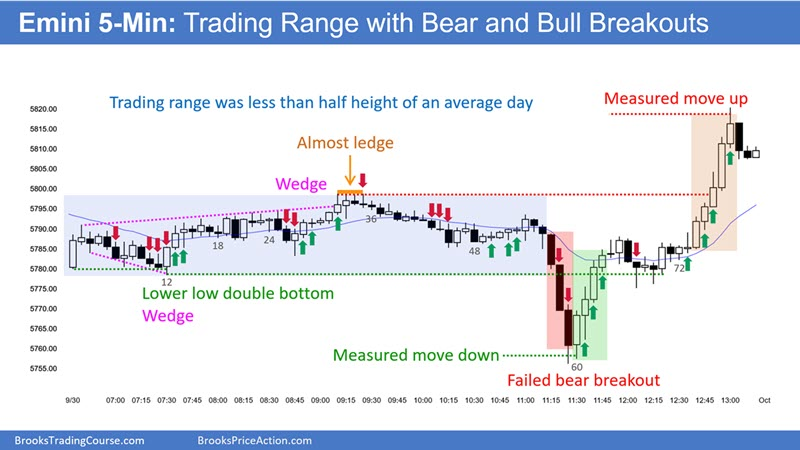 Emini 5-Min: Trading Range with Bear and Bull Breakouts
Trading range was less than half height of an average day
Measured move up
Almost ledge
Wedge
5820.00
5815.00
5810.00
5805.00
5800.00
5795.00
5790.00
5785.00
5780.00
5775.00
5770.00
5765.00
5760.00
5755.00
12
18
24
36
48
60
72
Lower low double bottom
Wedge
Measured move down
Failed bear breakout
9/30 07:00 07:15 07:30 07:45 08:00 08:15 08:30 08:45 09:00 09:15 09:30 09:45 10:00 10:15 10:30 10:45 11:00 11:15 11:30 11:45 12:00 12:15 12:30 12:45 13:00 Oct
BrooksTradingCourse.com BrooksPriceAction.com